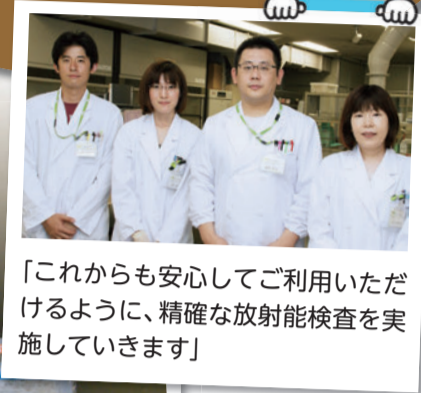 「これからも安心してご利用いただ
けるように、精確な放射能検査を実
施していきます」